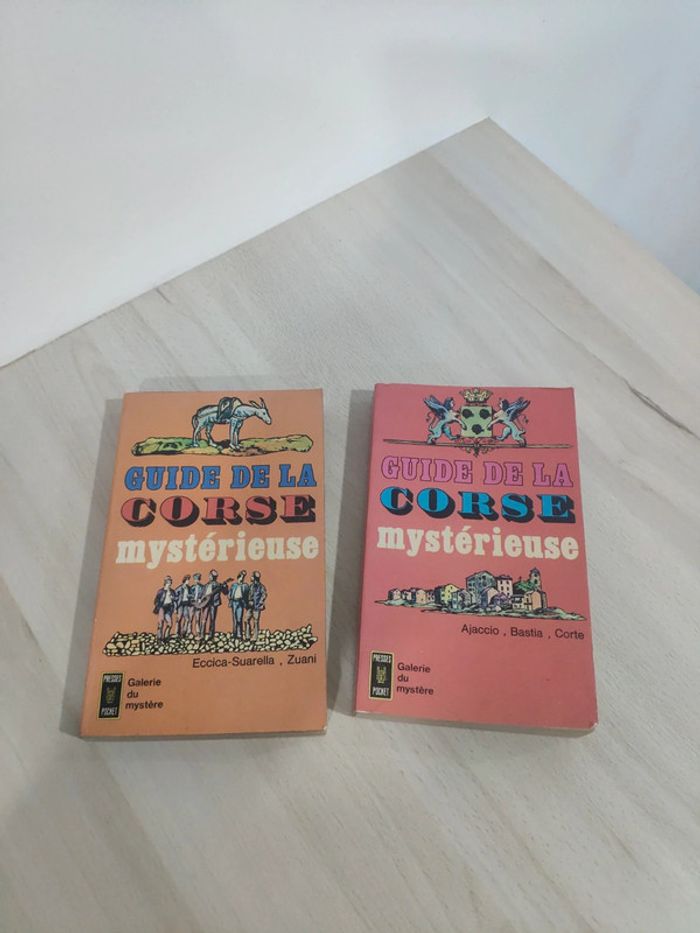 GUIDE DE LA
CORSE
mystérieuse
Eccica-Suarella , Zuani
PRESSES
POCKET
Galerie
du
mystère
GUIDE DE LA
CORSE
mystérieuse
Ajaccio , Bastia , Corte
PRESSES
POCKET
Galerie
du
mystère